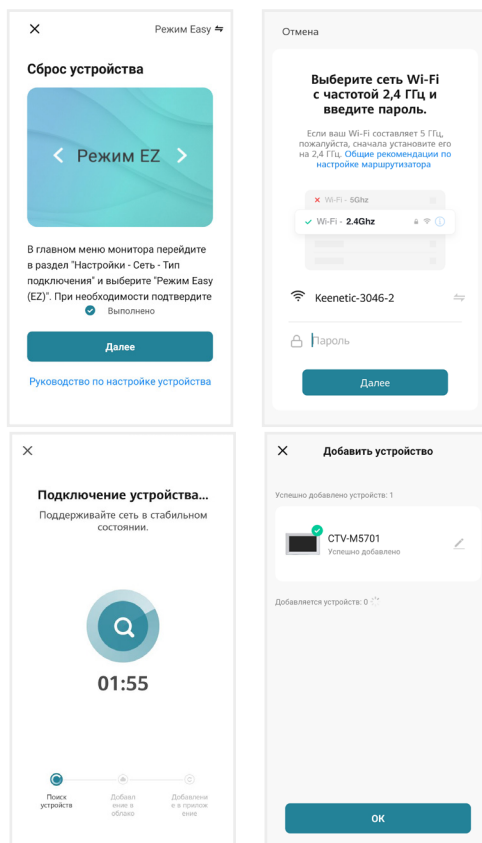 Режим Easy
Сброс устройства
Режим EZ
В главном меню монитора перейдите
в раздел "Настройки - Сеть - Тип
подключения" и выберите "Режим Easy
(EZ)". При необходимости подтвердите
Выполнено
Далее
Руководство по настройке устройства
Отмена
Выберите сеть Wi-Fi
с частотой 2,4 ГГц и
введите пароль.
Если ваш Wi-Fi составляет 5 ГГц,
пожалуйста, сначала установите его
на 2,4 ГГц. Общие рекомендации по
настройке маршрутизатора
Wi-Fi - 5Ghz
Wi-Fi - 2.4Ghz
Keenetic-3046-2
Пароль
Далее
Подключение устройства...
Поддерживайте сеть в стабильном
состоянии.
01:55
Поиск
устройств
Добавл
ение в
облако
Добавлени
е в прилож
ение
Добавить устройство
Успешно добавлено устройств: 1
CTV-M5701
Успешно добавлено
Добавляется устройств: 0
ОК